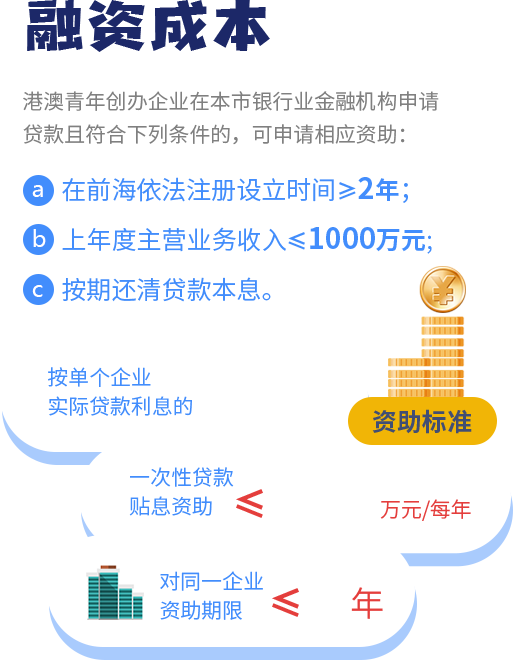 融资成本
港澳青年创办企业在本市银行业金融机构申请
贷款且符合下列条件的，可申请相应资助：
a 在前海依法注册设立时间≥2年；
b 上年度主营业务收入≤1000万元;
c 按期还清贷款本息。
¥
按单个企业
实际贷款利息的
资助标准
一次性贷款
贴息资助 ≤ 万元/每年
对同一企业
资助期限 ≤ 年